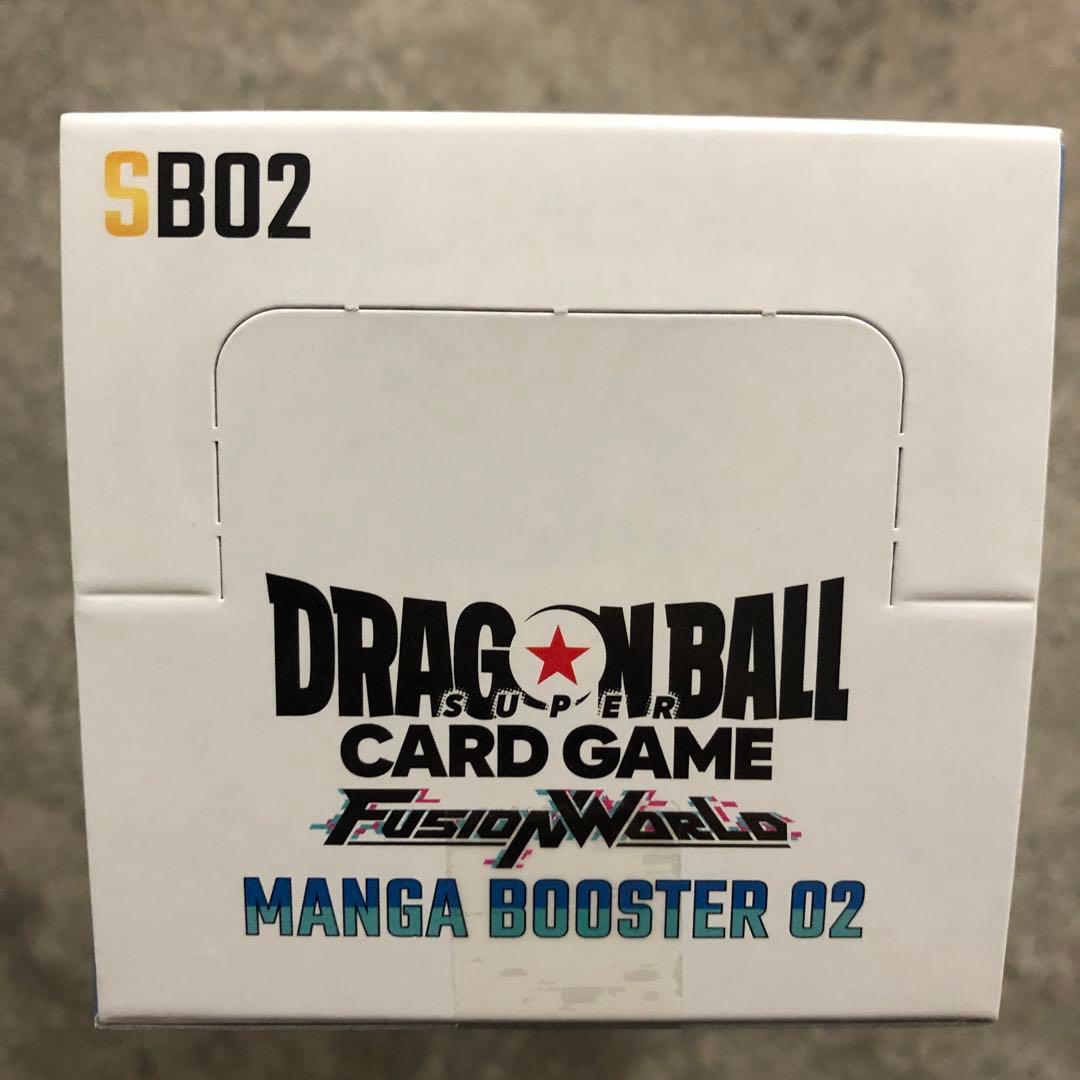 SB02
DRAGON BALL
SUPER
CARD GAME
FUSION WORLD
MANGA BOOSTER 02